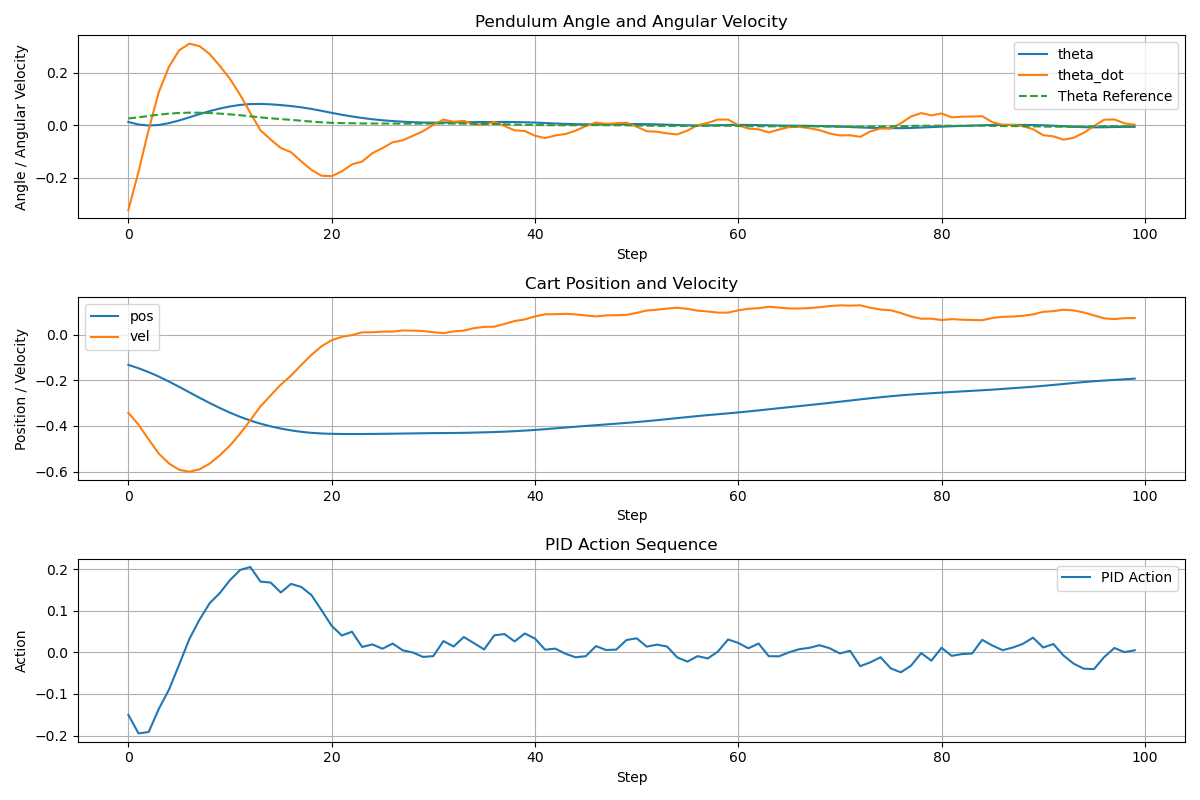 Pendulum Angle and Angular Velocity
Angle / Angular Velocity
0.2
0.0
−0.2
theta
theta_dot
Theta Reference
0 20 40 60 80 100
Step
Cart Position and Velocity
Position / Velocity
0.0
−0.2
−0.4
−0.6
pos
vel
0 20 40 60 80 100
Step
PID Action Sequence
Action
0.2
0.1
0.0
−0.1
−0.2
PID Action
0 20 40 60 80 100
Step